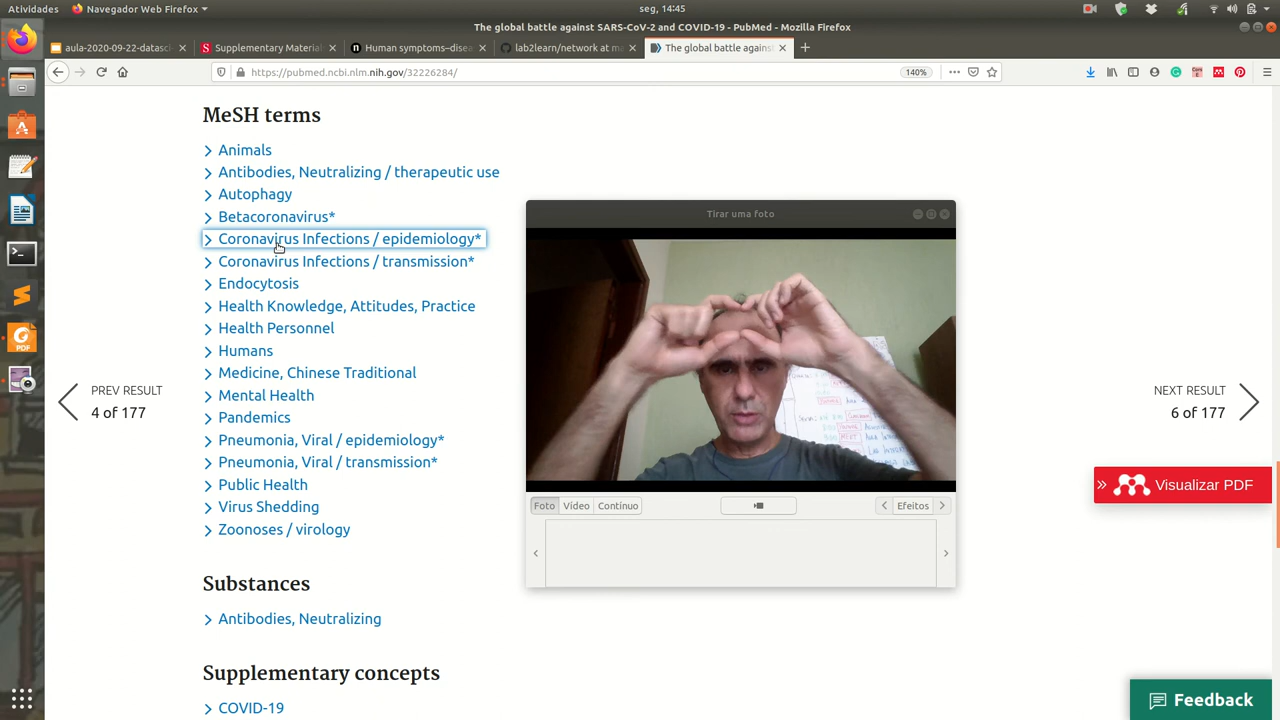 Atividades
Navegador Web Firefox
seg, 14:45
The global battle against SARS-CoV-2 and COVID-19 - PubMed - Mozilla Firefox
aula-2020-09-22-datasci
Supplementary Materia
Human symptoms–disea
lab2learn/network at ma
The global battle agains
https://pubmed.ncbi.nlm.nih.gov/32226284/
140%
MeSH terms
Animals
Antibodies, Neutralizing / therapeutic use
Autophagy
Betacoronavirus*
Coronavirus Infections / epidemiology*
Coronavirus Infections / transmission*
Endocytosis
Health Knowledge, Attitudes, Practice
Health Personnel
Humans
Medicine, Chinese Traditional
Mental Health
Pandemics
Pneumonia, Viral / epidemiology*
Pneumonia, Viral / transmission*
Public Health
Virus Shedding
Zoonoses / virology
Substances
Antibodies, Neutralizing
Supplementary concepts
COVID-19
PREV RESULT
4 of 177
Tirar uma foto
Foto
Vídeo
Contínuo
Efeitos
NEXT RESULT
6 of 177
Visualizar PDF
Feedback